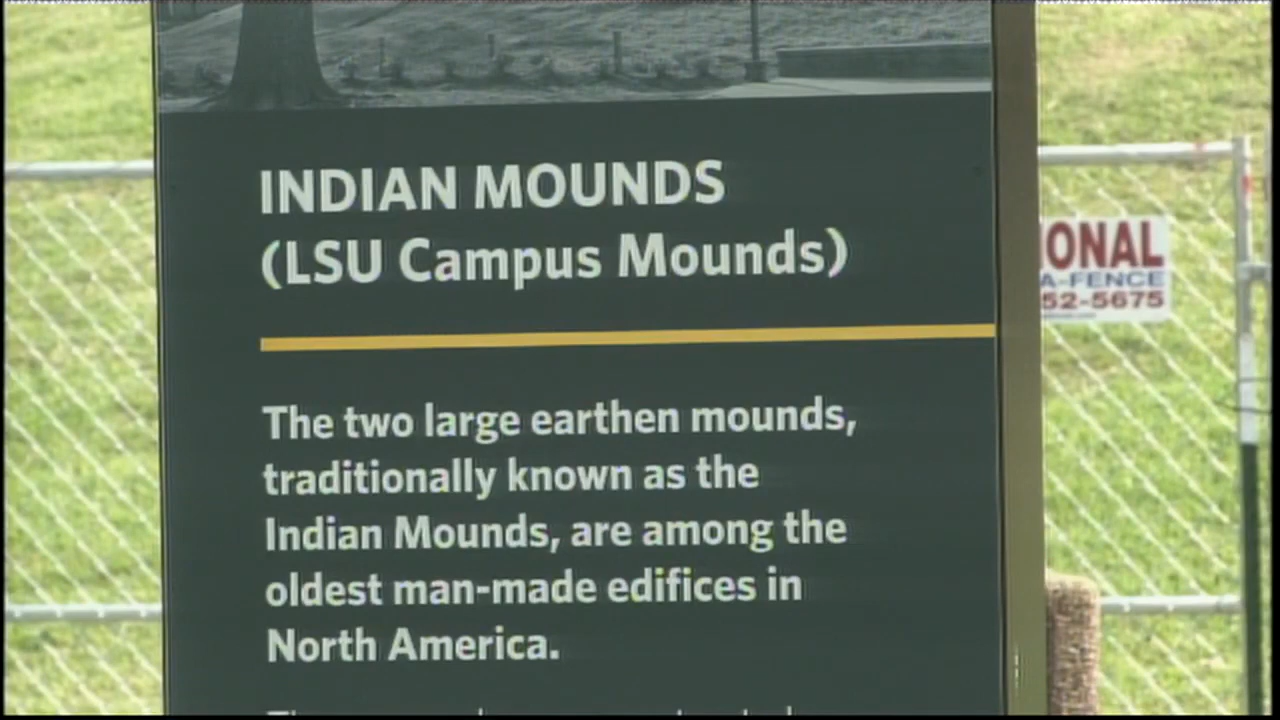 INDIAN MOUNDS
(LSU Campus Mounds)
The two large earthen mounds,
traditionally known as the
Indian Mounds, are among the
oldest man-made edifices in
North America.
IONAL
A-FENCE
52-5675